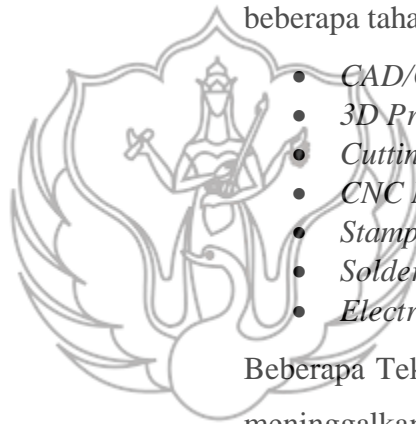 beberapa taha
• CAD/
• 3D Pr
• Cuttin
• CNC
• Stamp
• Solder
• Electr
Beberapa Tek
meninggalkan